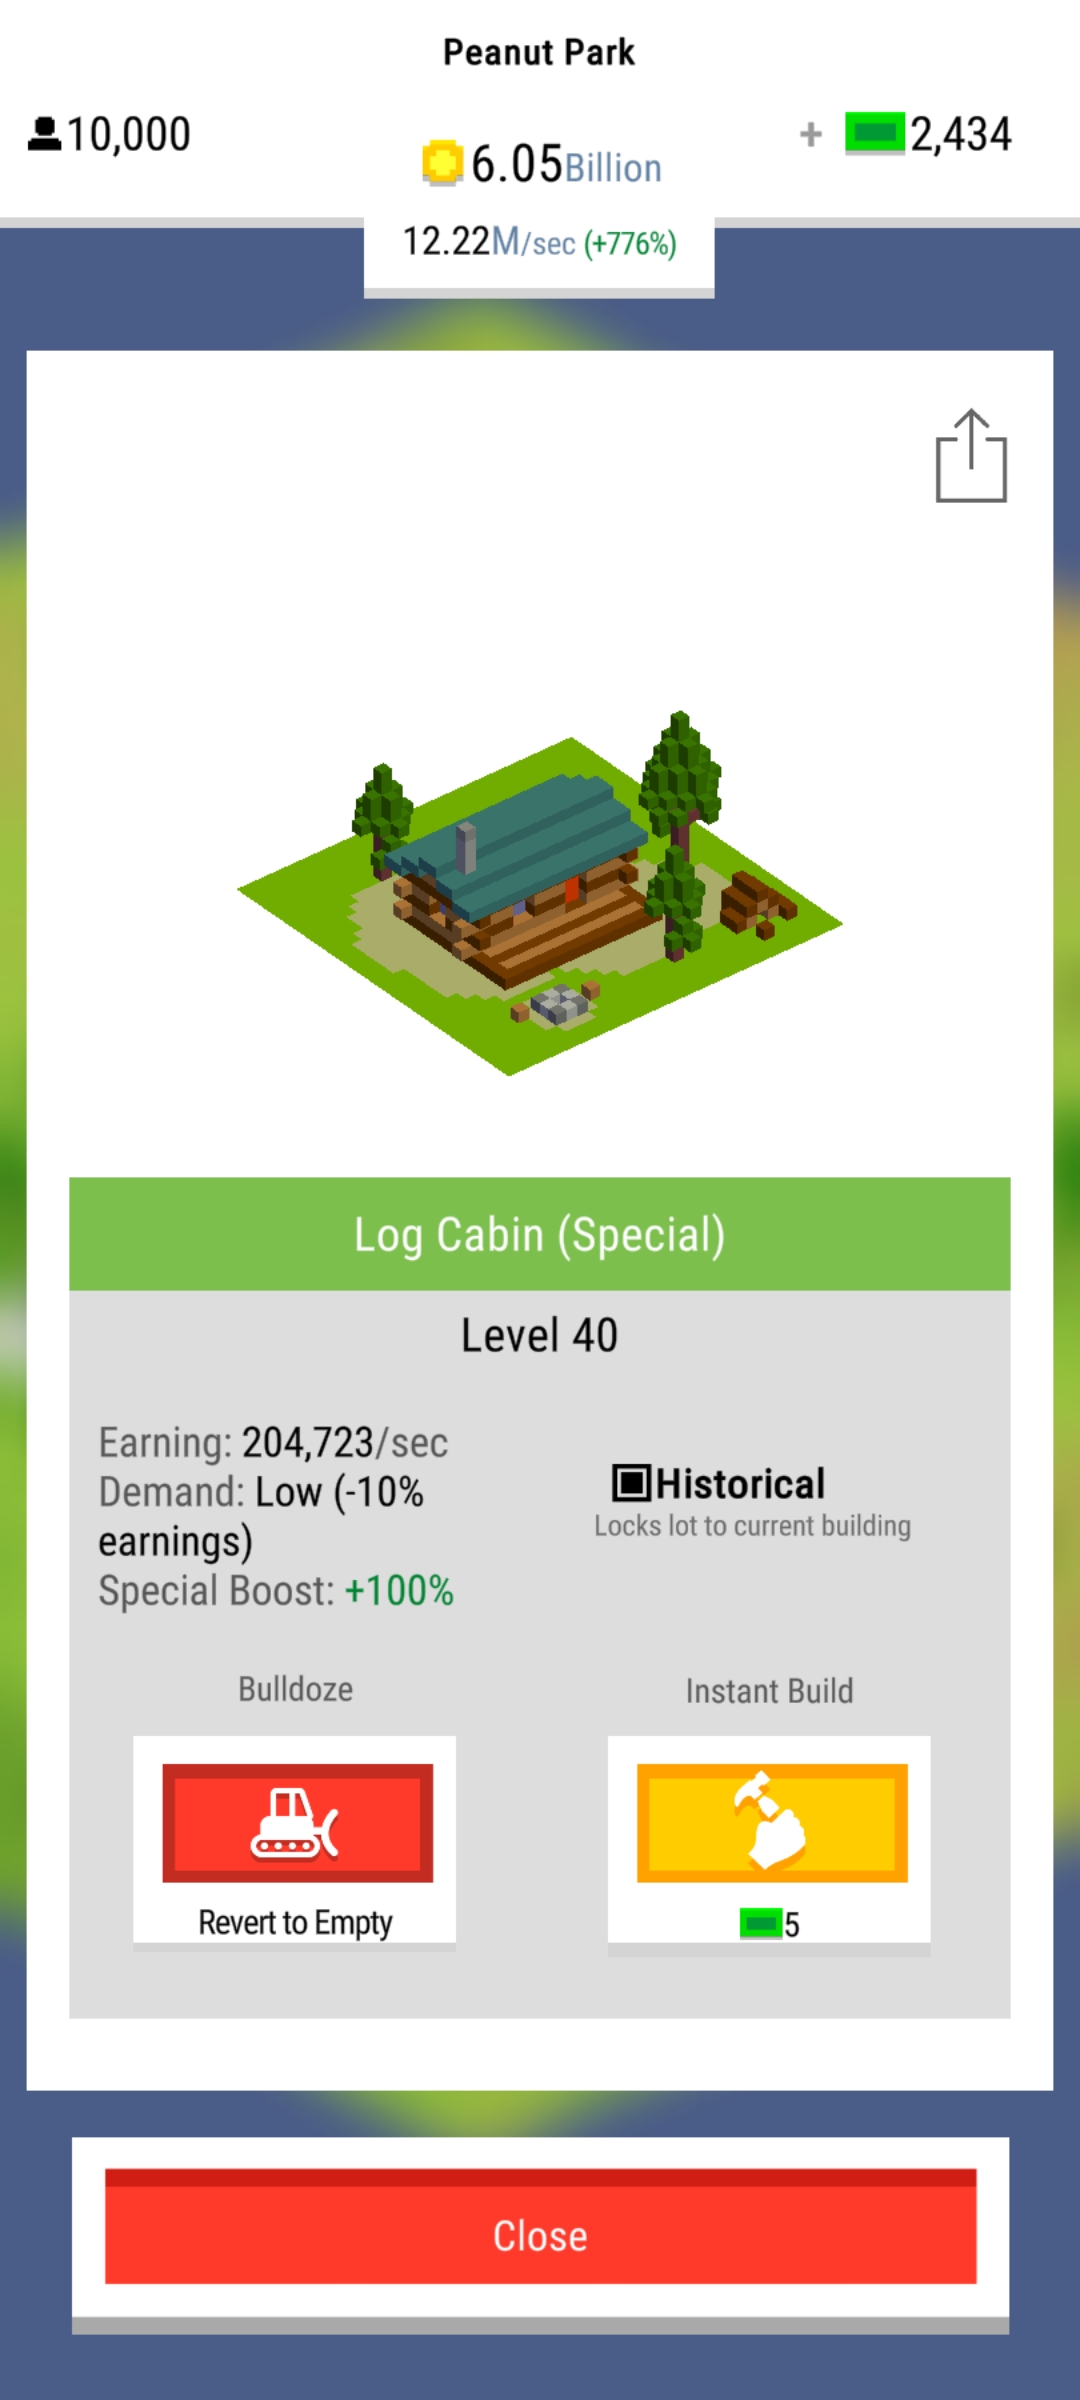 Peanut Park
10,000
6.05Billion
+ 2,434
12.22M/sec (+776%)
Log Cabin (Special)
Level 40
Earning: 204,723/sec
Demand: Low (-10%
earnings)
Special Boost: +100%
Historical
Locks lot to current building
Bulldoze
Revert to Empty
Instant Build
5
Close